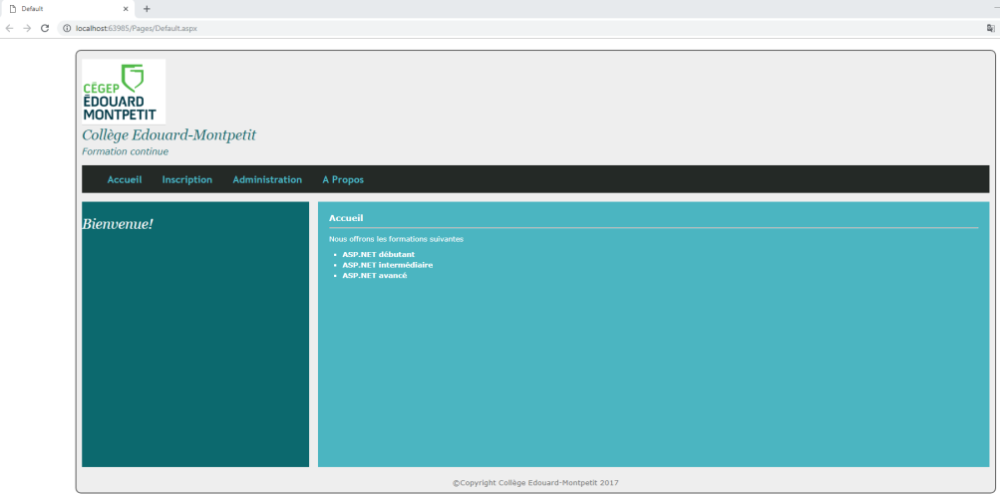 Default
localhost:63985/Pages/Default.aspx
CÉGEP
ÉDOUARD
MONTPETIT
Collège Edouard-Montpetit
Formation continue
Accueil Inscription Administration A Propos
Bienvenue!
Accueil
Nous offrons les formations suivantes
ASP.NET débutant
ASP.NET intermédiaire
ASP.NET avancé
©Copyright Collège Edouard-Montpetit 2017